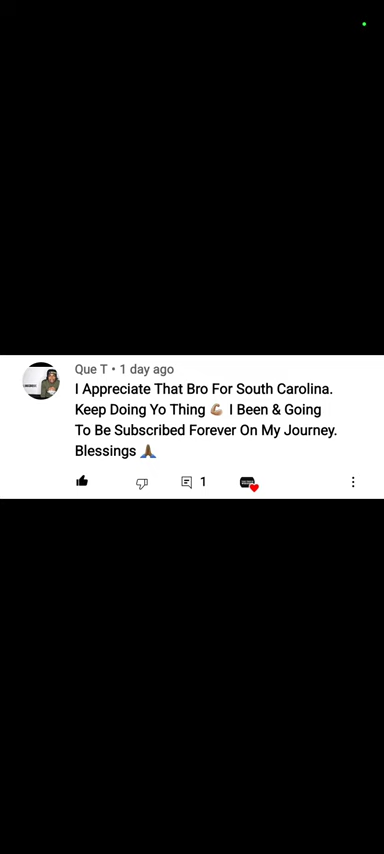 Que T • 1 day ago
I Appreciate That Bro For South Carolina.
Keep Doing Yo Thing 💪🏼 I Been & Going
To Be Subscribed Forever On My Journey.
Blessings 🙏🏾
1